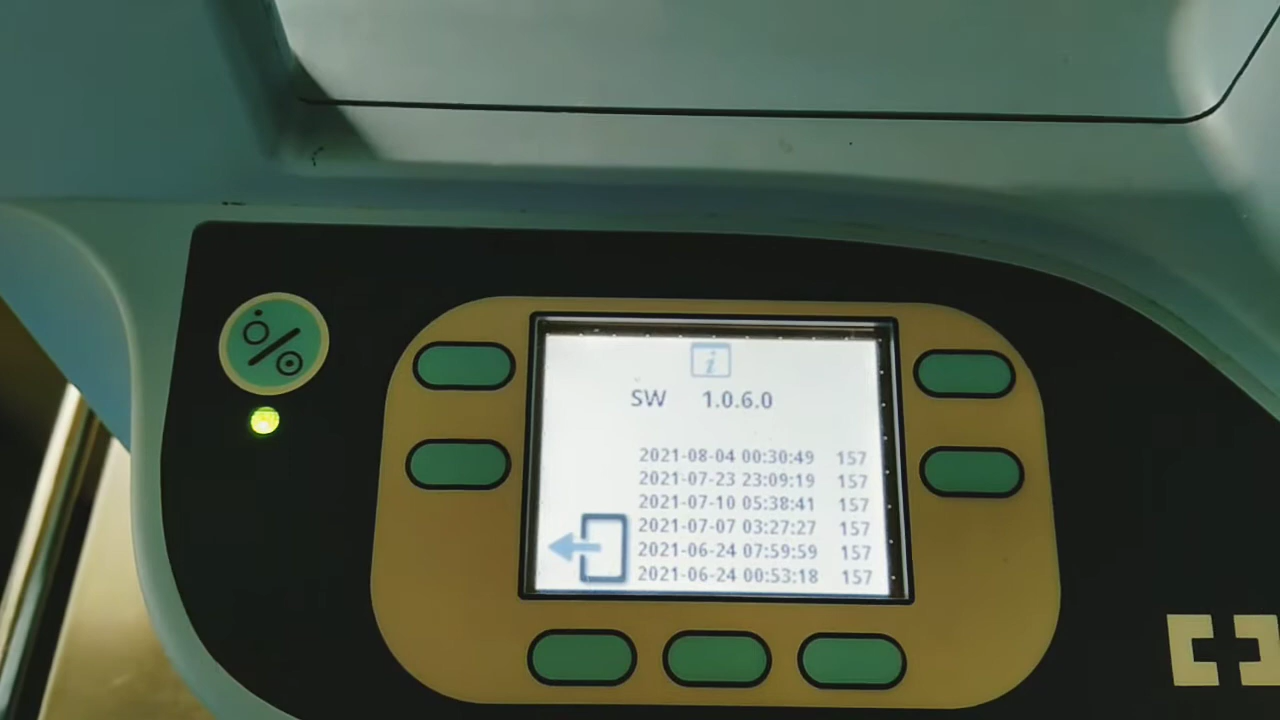 i
SW 1.0.6.0
2021-08-04 00:30:49 157
2021-07-23 23:09:19 157
2021-07-10 05:38:41 157
2021-07-07 03:27:27 157
2021-06-24 07:59:59 157
2021-06-24 00:53:18 157